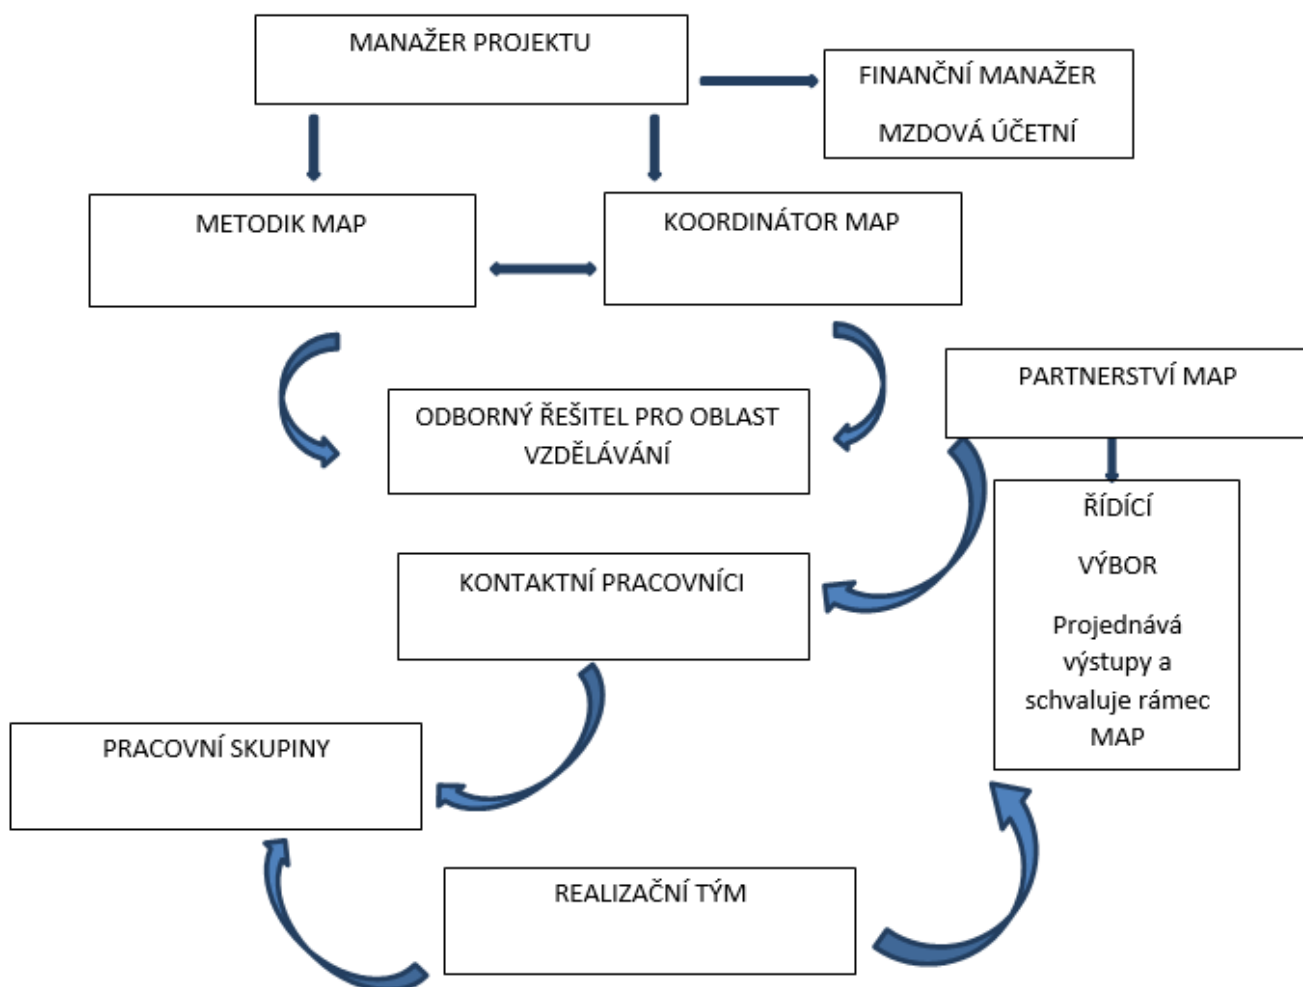 MANAŽER PROJEKTU
FINANČNÍ MANAŽER
MZDOVÁ ÚČETNÍ
METODIK MAP
KOORDINÁTOR MAP
PARTNERSTVÍ MAP
ODBORNÝ ŘEŠITEL PRO OBLAST
VZDĚLÁVÁNÍ
ŘÍDÍCÍ
VÝBOR
Projednává
výstupy a
schvaluje rámec
MAP
KONTAKTNÍ PRACOVNÍCI
PRACOVNÍ SKUPINY
REALIZAČNÍ TÝM